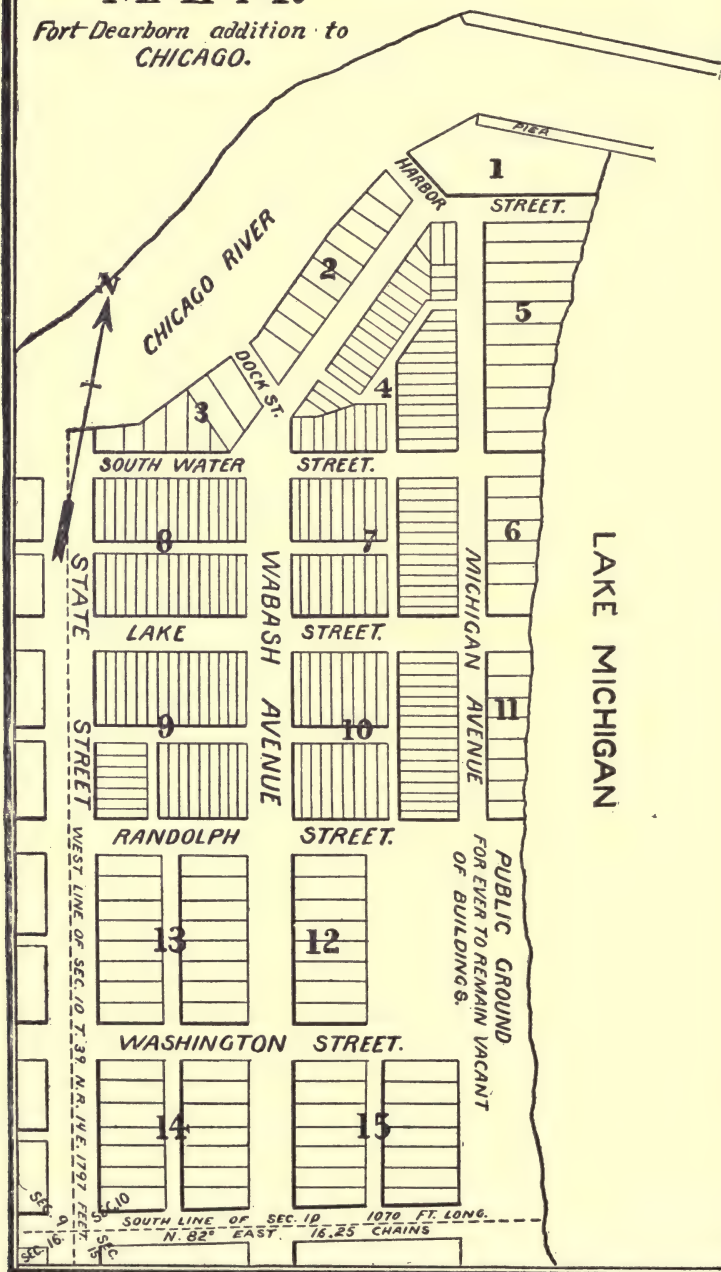 Fort Dearborn addition to
CHICAGO.
PIER
1
HARBOR STREET.
CHICAGO RIVER
N
2
5
DOCK ST.
4
3
SOUTH WATER STREET.
8
7
6
STATE STREET
WABASH AVENUE
MICHIGAN AVENUE
LAKE MICHIGAN
LAKE STREET.
9
10
11
RANDOLPH STREET.
WEST LINE OF SEC. 10 T. 39 N.R. 14 E. 1797 FEET.
PUBLIC GROUND
FOR EVER TO REMAIN VACANT
OF BUILDINGS.
13
12
WASHINGTON STREET.
14
15
SEC. 9
SEC. 10
SEC. 16.
SEC. 15
SOUTH LINE OF SEC. 10 1070 FT. LONG.
N. 82° EAST. 16.25 CHAINS